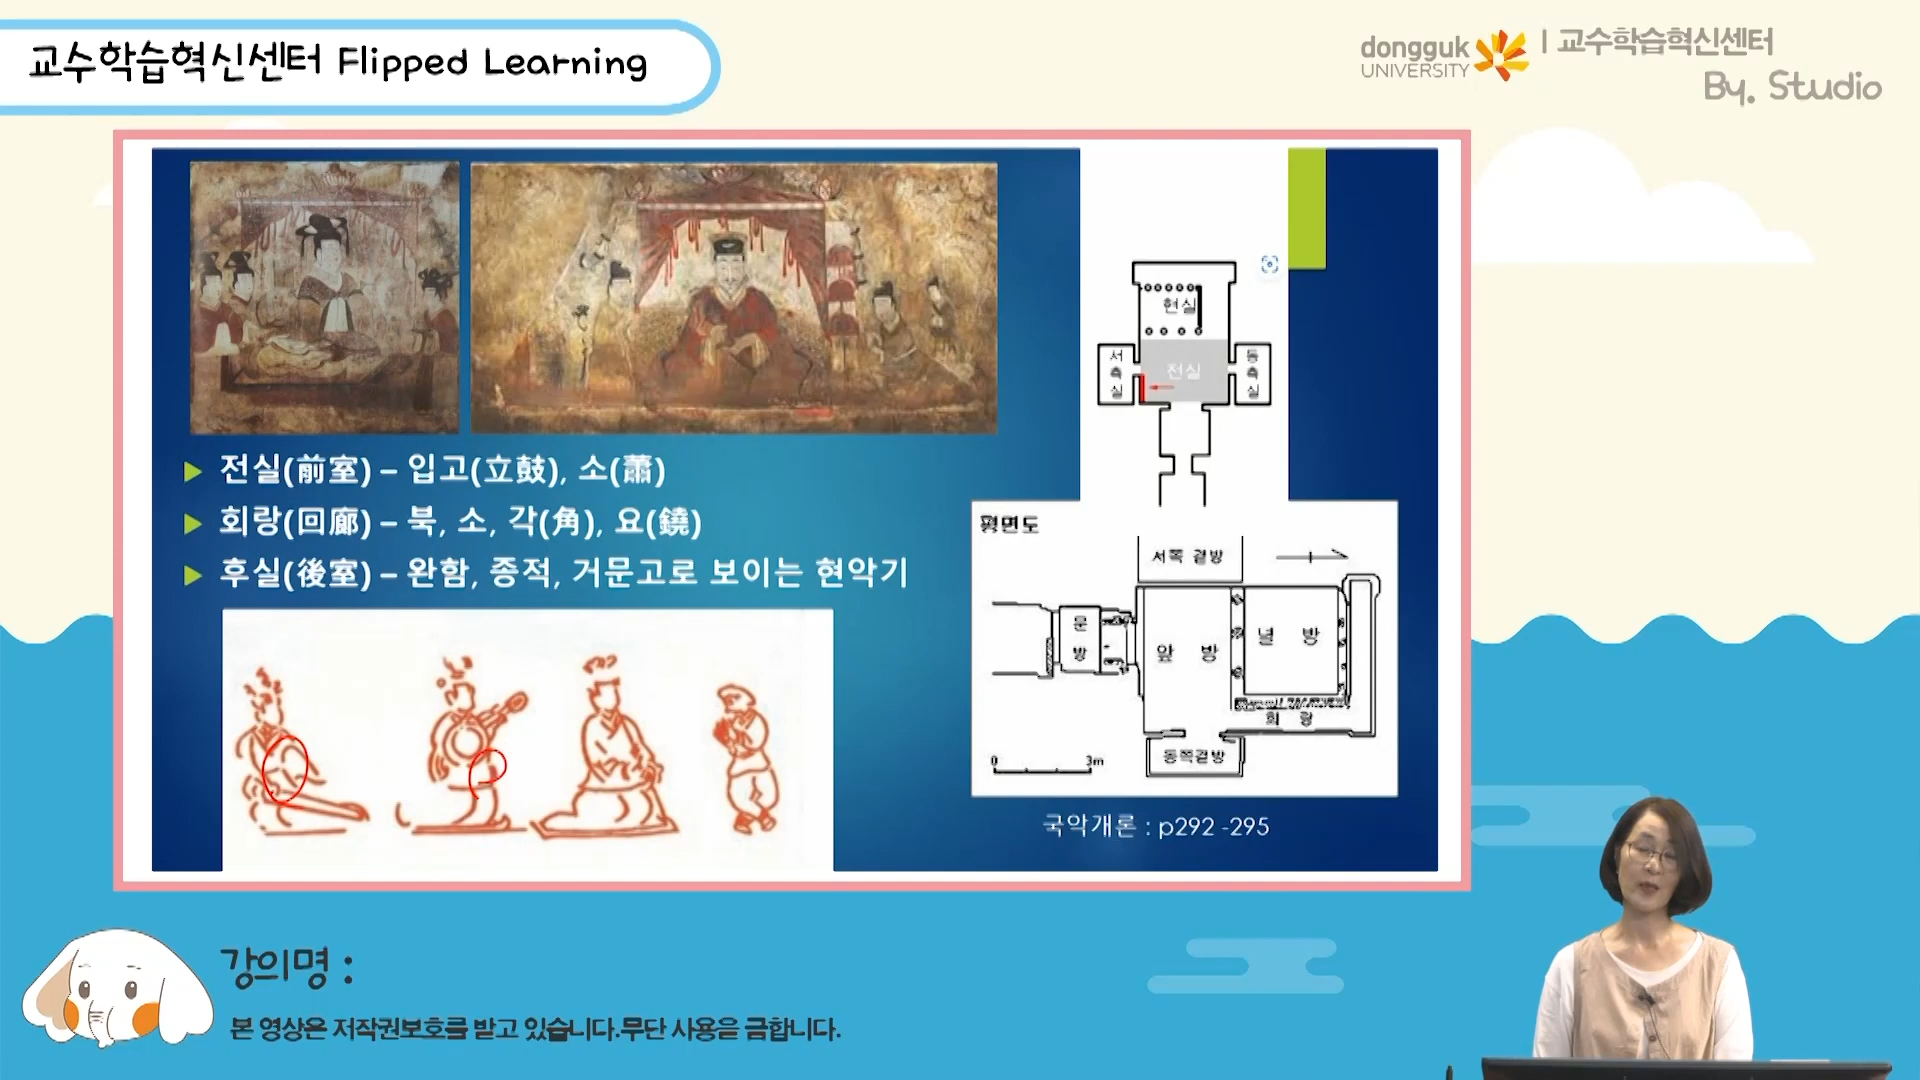 교수학습혁신센터 Flipped Learning
dongguk
UNIVERSITY
| 교수학습혁신센터
By. Studio
현실
서측실
전실
동측실
전실(前室) – 입고(立鼓), 소(蕭)
회랑(回廊) – 북, 소, 각(角), 요(鐃)
후실(後室) – 완함, 종적, 거문고로 보이는 현악기
평면도
서쪽 곁방
문방
앞 방
널 방
회 랑
동쪽곁방
0 3m
국악개론 : p292 -295
강의명 :
본 영상은 저작권보호를 받고 있습니다.무단 사용을 금합니다.